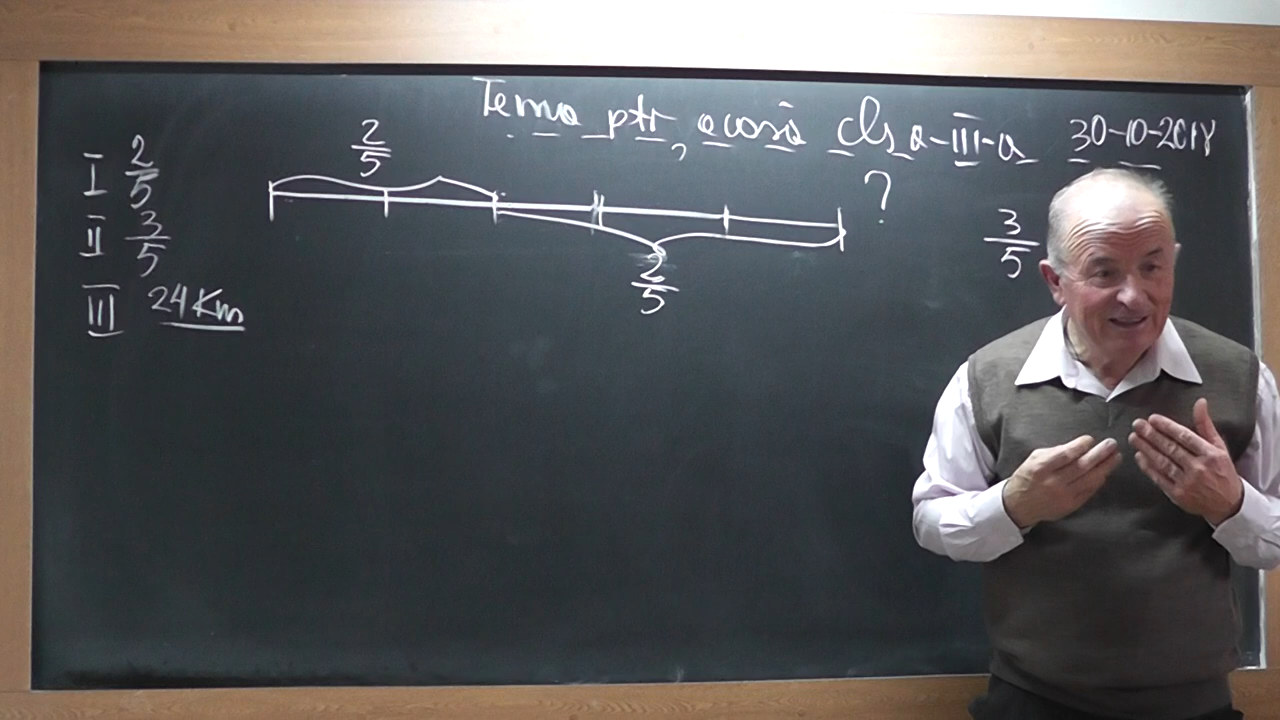 Tema ptr, acasă cls a-III-a 30-10-2018
I 2/5
II 3/5
III 24 Km
2/5
?
3/5
2/5